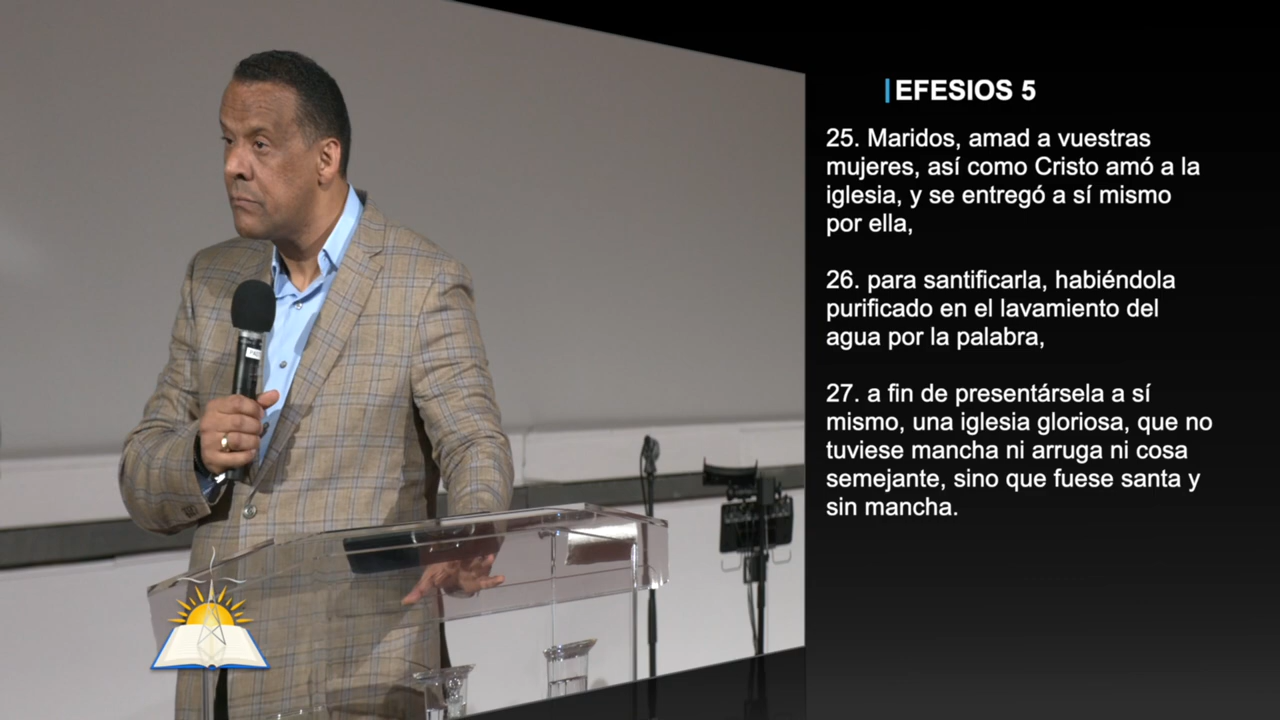 EFESIOS 5
25. Maridos, amad a vuestras
mujeres, así como Cristo amó a la
iglesia, y se entregó a sí mismo
por ella,
26. para santificarla, habiéndola
purificado en el lavamiento del
agua por la palabra,
27. a fin de presentársela a sí
mismo, una iglesia gloriosa, que no
tuviese mancha ni arruga ni cosa
semejante, sino que fuese santa y
sin mancha.